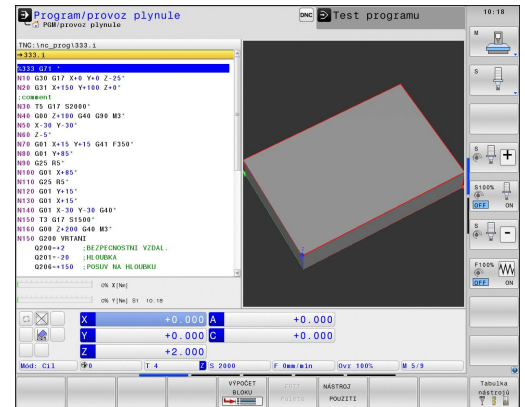 Program/provoz plynule
PGM/provoz plynule
DNC
Test programu
10:18
TNC:\nc_prog\333.i
→333.i
%333 G71 *
N10 G30 G17 X+0 Y+0 Z-25*
N20 G31 X+150 Y+100 Z+0*
;comment
N30 T5 G17 S2000*
N40 G00 Z+100 G40 G90 M3*
N50 X-30 Y-30*
N60 Z-5*
N70 G01 X+15 Y+15 G41 F350*
N80 G01 Y+85*
N90 G25 R5*
N100 G01 X+85*
N110 G25 R5*
N120 G01 Y+15*
N130 G01 X+15*
N140 G01 X-30 Y-30 G40*
N150 T3 G17 S1500*
N160 G00 Z+200 G40 M3*
N150 G200 VRTANI
Q200=+2 ;BEZPECNOSTNI VZDAL.
Q201=-20 ;HLOUBKA
Q206=+150 ;POSUV NA HLOUBKU
0% X[Nm]
0% Y[Nm] S1 10:18
X +0.000 A +0.000
Y +0.000 C +0.000
Z +2.000
Mód: Cíl 0 T 4 Z S 2000 F 0mm/min Ovr 100% M 5/9
M
S
S
S100%
OFF ON
S
F100%
OFF ON
VÝPOČET BLOKU
EDIT Palete
NÁSTROJ POUZITI
Tabulka nástrojů